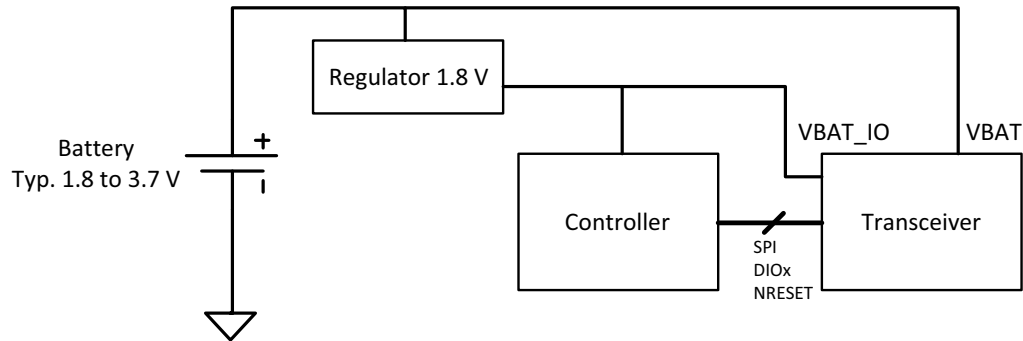 Regulator 1.8 V
VBAT_IO
VBAT
+
Battery
Typ. 1.8 to 3.7 V
Controller
Transceiver
SPI
DIOx
NRESET